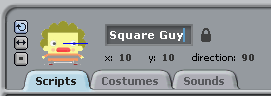 Square Guy
x: 10 y: 10 direction: 90
Scripts Costumes Sounds